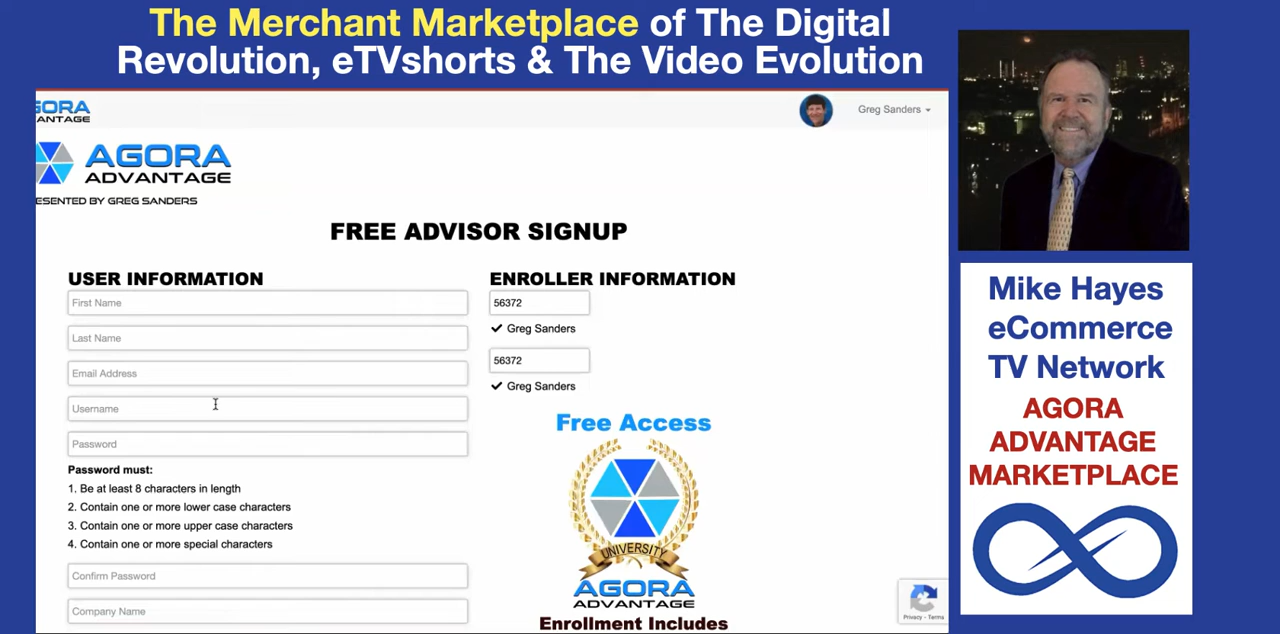 The Merchant Marketplace of The Digital
Revolution, eTVshorts & The Video Evolution
GORA
ANTAGE
Greg Sanders
AGORA
ADVANTAGE
ESENTED BY GREG SANDERS
FREE ADVISOR SIGNUP
USER INFORMATION
First Name
Last Name
Email Address
Username
Password
Password must:
1. Be at least 8 characters in length
2. Contain one or more lower case characters
3. Contain one or more upper case characters
4. Contain one or more special characters
Confirm Password
Company Name
ENROLLER INFORMATION
56372
Greg Sanders
56372
Greg Sanders
Free Access
UNIVERSITY
AGORA
ADVANTAGE
Enrollment Includes
Privacy - Terms
Mike Hayes
eCommerce
TV Network
AGORA
ADVANTAGE
MARKETPLACE